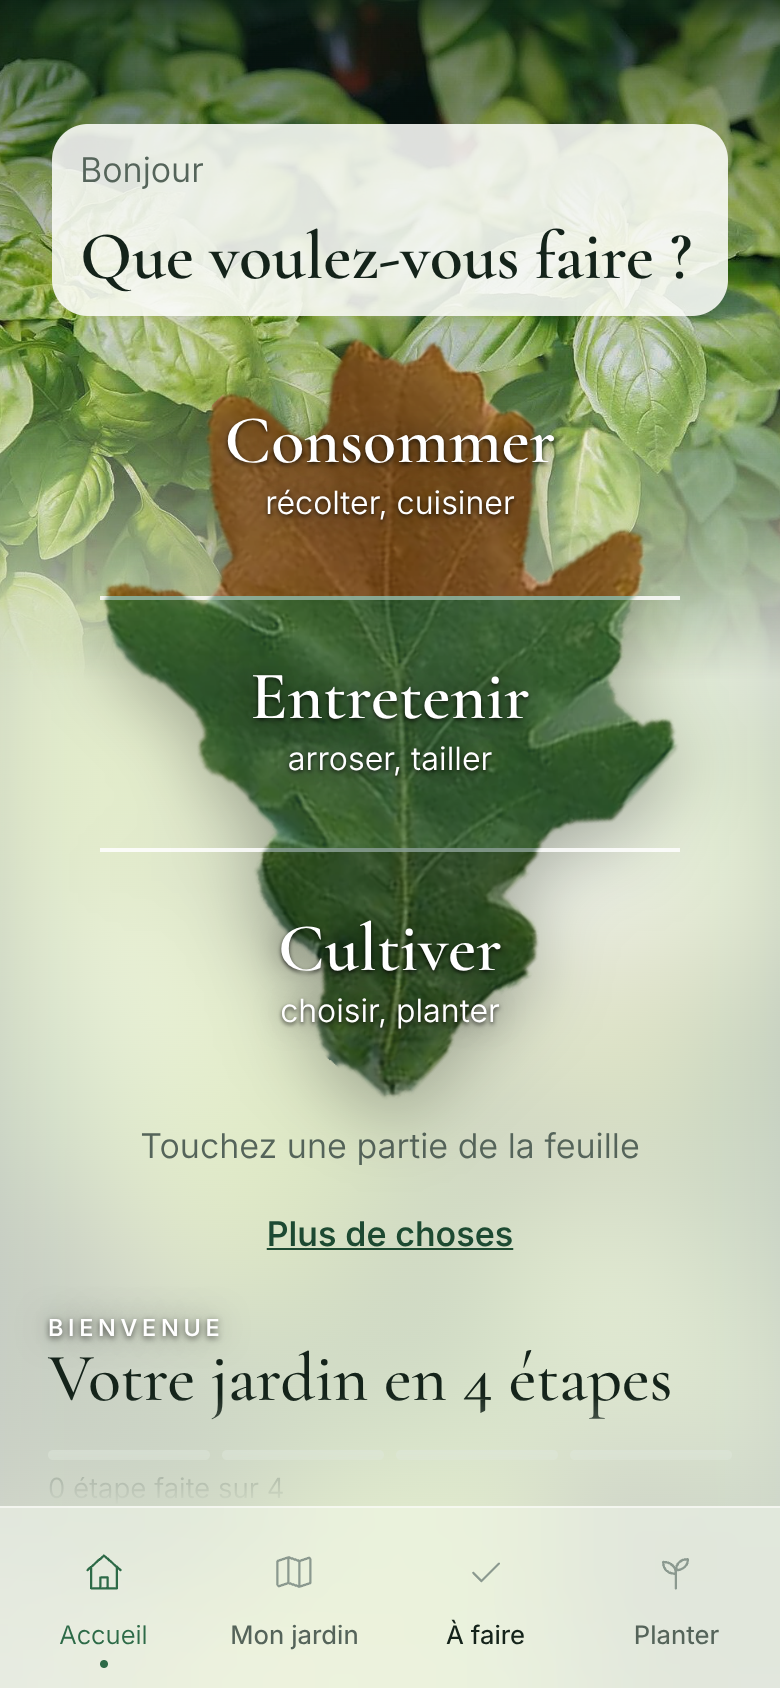 Bonjour
Que voulez-vous faire ?
Consommer
récolter, cuisiner
Entretenir
arroser, tailler
Cultiver
choisir, planter
Touchez une partie de la feuille
Plus de choses
BIENVENUE
Votre jardin en 4 étapes
0 étape faite sur 4
Accueil
Mon jardin
À faire
Planter